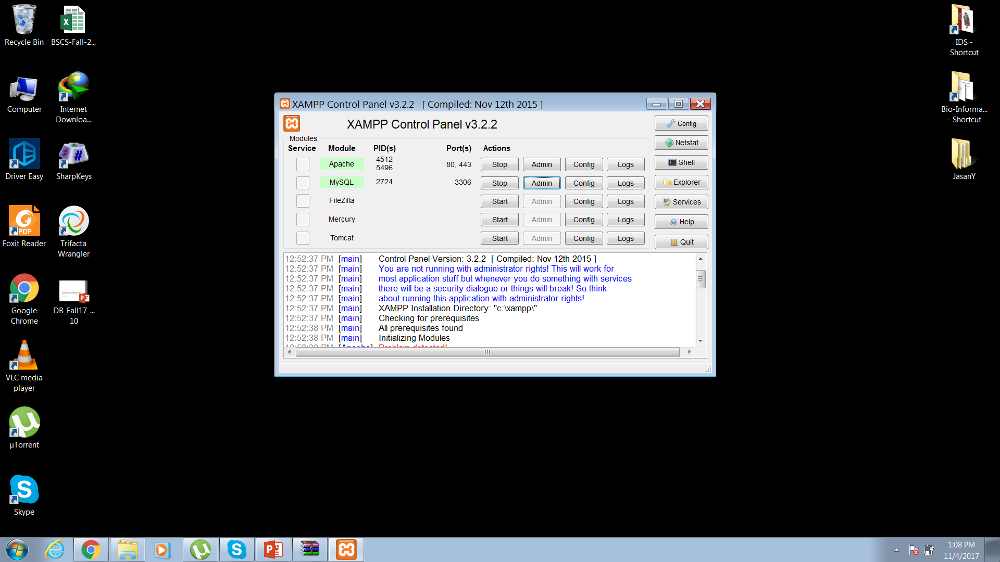 Recycle Bin
BSCS-Fall-2...
Computer
Internet
Downloa...
Driver Easy
SharpKeys
PDF
Foxit Reader
Trifacta
Wrangler
Google
Chrome
DB_Fall17_...
10
VLC media
player
µTorrent
Skype
IDS -
Shortcut
Bio-Informa...
- Shortcut
JasanY
XAMPP Control Panel v3.2.2 [ Compiled: Nov 12th 2015 ]
XAMPP Control Panel v3.2.2
Config
Netstat
Shell
Explorer
Services
Help
Quit
Modules
Service Module PID(s) Port(s) Actions
Apache 4512 5496 80, 443 Stop Admin Config Logs
MySQL 2724 3306 Stop Admin Config Logs
FileZilla Start Admin Config Logs
Mercury Start Admin Config Logs
Tomcat Start Admin Config Logs
12:52:37 PM [main] Control Panel Version: 3.2.2 [ Compiled: Nov 12th 2015 ]
12:52:37 PM [main] You are not running with administrator rights! This will work for
12:52:37 PM [main] most application stuff but whenever you do something with services
12:52:37 PM [main] there will be a security dialogue or things will break! So think
12:52:37 PM [main] about running this application with administrator rights!
12:52:37 PM [main] XAMPP Installation Directory: "c:\xampp\"
12:52:37 PM [main] Checking for prerequisites
12:52:38 PM [main] All prerequisites found
12:52:38 PM [main] Initializing Modules
12:52:38 PM [Apache] Problem detected!
1:08 PM
11/4/2017